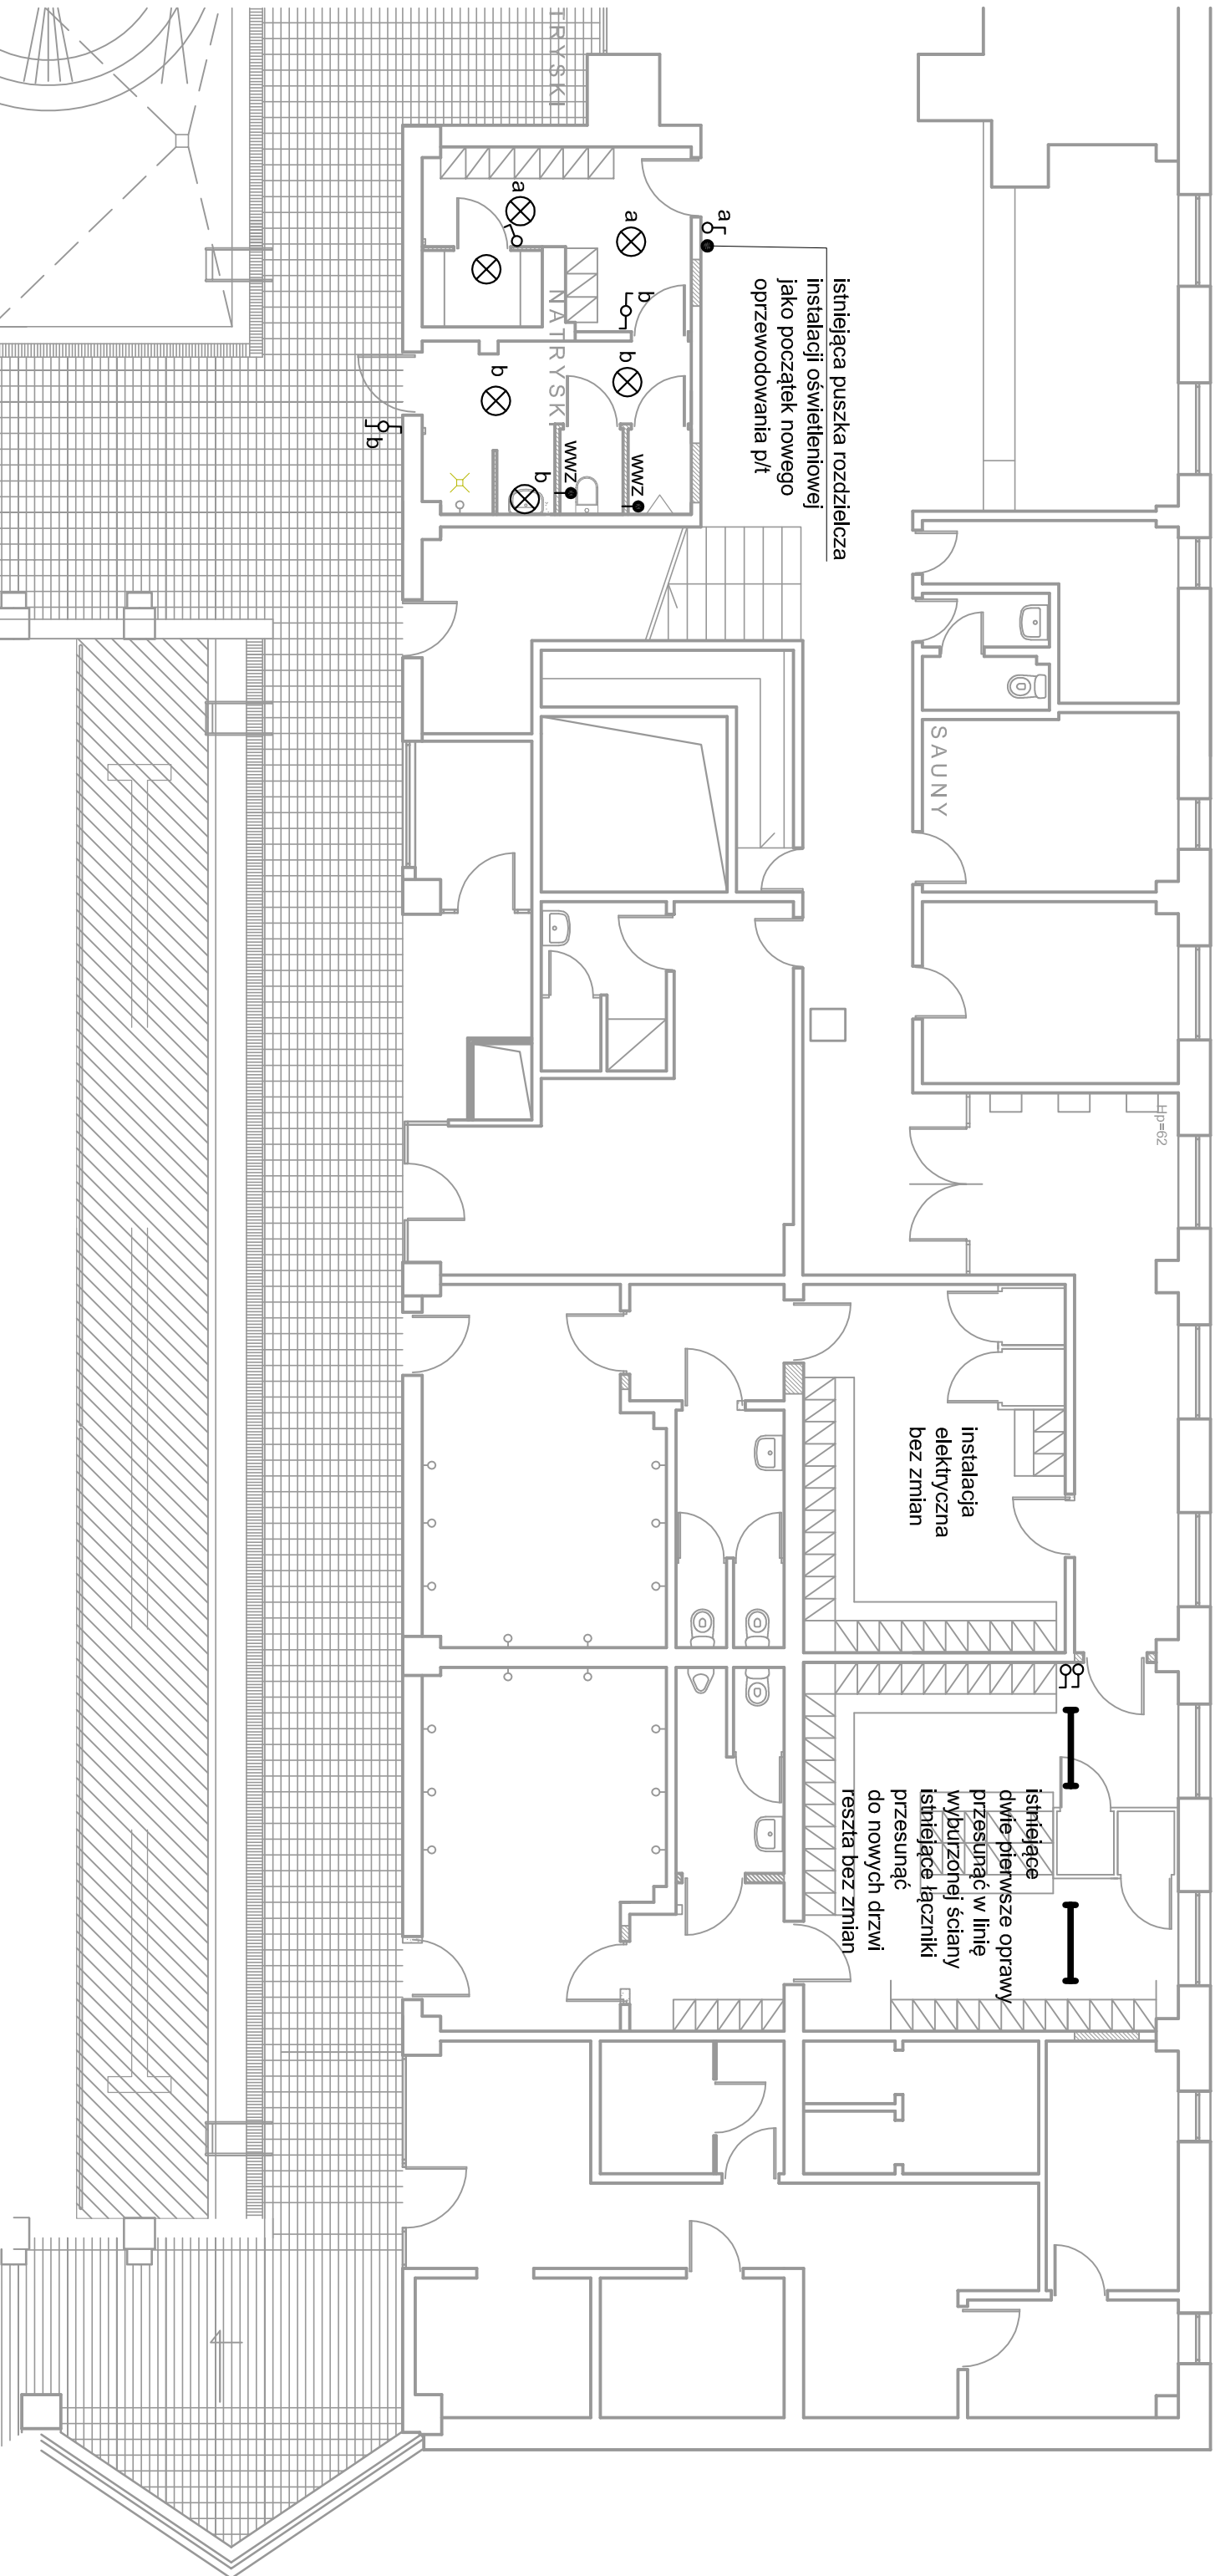 TRYSKI
a
istniejąca puszka rozdzielcza
instalacji oświetleniowej
jako początek nowego
oprzewodowania p/t
a
a
b
b
NATRYSKI
b
b
wwz
wwz
b
SAUNY
Hp=62
instalacja
elektryczna
bez zmian
istniejące
dwie pierwsze oprawy
przesunąć w linię
wyburzonej ściany
istniejące łączniki
przesunąć
do nowych drzwi
reszta bez zmian